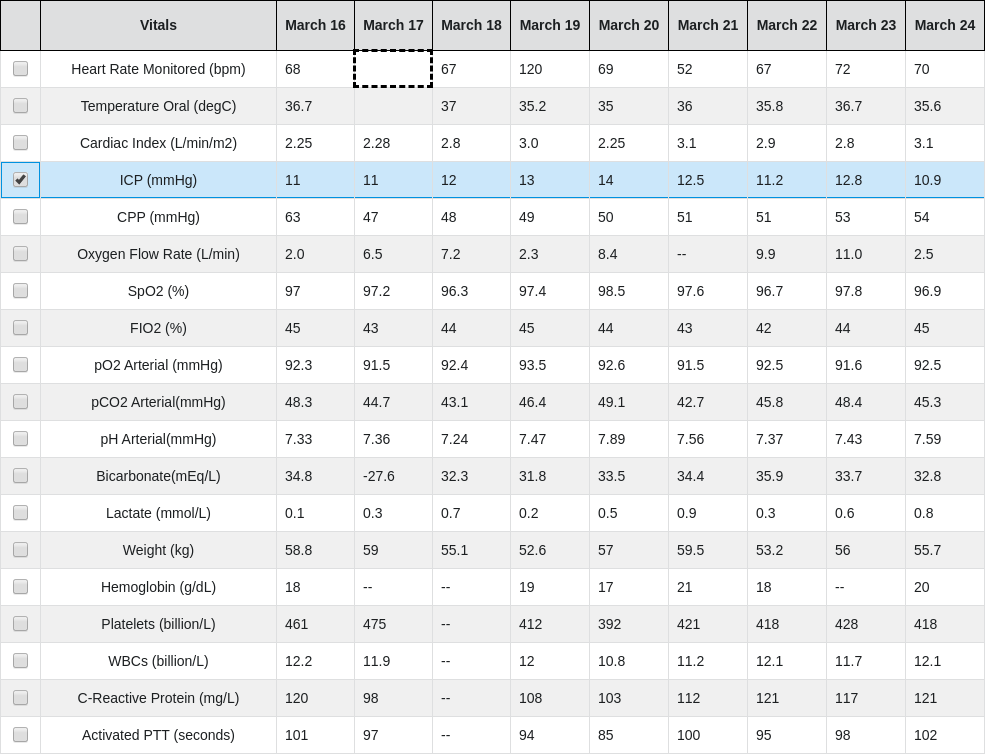 Vitals March 16 March 17 March 18 March 19 March 20 March 21 March 22 March 23 March 24
Heart Rate Monitored (bpm) 68 67 120 69 52 67 72 70
Temperature Oral (degC) 36.7 37 35.2 35 36 35.8 36.7 35.6
Cardiac Index (L/min/m2) 2.25 2.28 2.8 3.0 2.25 3.1 2.9 2.8 3.1
ICP (mmHg) 11 11 12 13 14 12.5 11.2 12.8 10.9
CPP (mmHg) 63 47 48 49 50 51 51 53 54
Oxygen Flow Rate (L/min) 2.0 6.5 7.2 2.3 8.4 -- 9.9 11.0 2.5
SpO2 (%) 97 97.2 96.3 97.4 98.5 97.6 96.7 97.8 96.9
FIO2 (%) 45 43 44 45 44 43 42 44 45
pO2 Arterial (mmHg) 92.3 91.5 92.4 93.5 92.6 91.5 92.5 91.6 92.5
pCO2 Arterial(mmHg) 48.3 44.7 43.1 46.4 49.1 42.7 45.8 48.4 45.3
pH Arterial(mmHg) 7.33 7.36 7.24 7.47 7.89 7.56 7.37 7.43 7.59
Bicarbonate(mEq/L) 34.8 -27.6 32.3 31.8 33.5 34.4 35.9 33.7 32.8
Lactate (mmol/L) 0.1 0.3 0.7 0.2 0.5 0.9 0.3 0.6 0.8
Weight (kg) 58.8 59 55.1 52.6 57 59.5 53.2 56 55.7
Hemoglobin (g/dL) 18 -- -- 19 17 21 18 -- 20
Platelets (billion/L) 461 475 -- 412 392 421 418 428 418
WBCs (billion/L) 12.2 11.9 -- 12 10.8 11.2 12.1 11.7 12.1
C-Reactive Protein (mg/L) 120 98 -- 108 103 112 121 117 121
Activated PTT (seconds) 101 97 -- 94 85 100 95 98 102